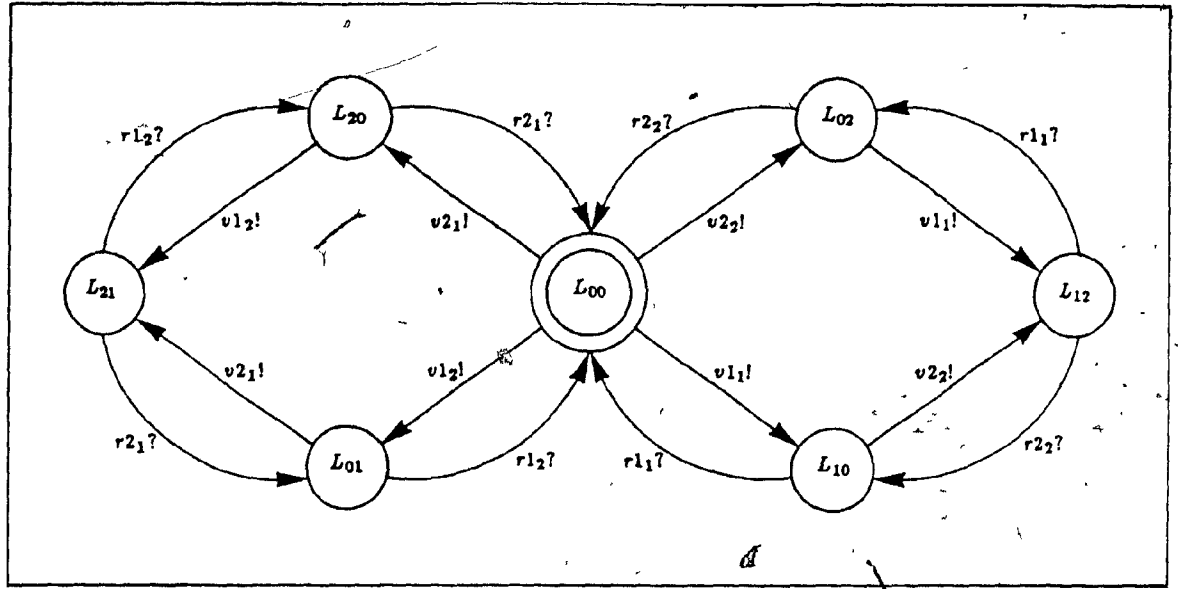 L₂₀
L₀₂
r1₂?
r2₁?
r2₂?
r1₁?
v1₂!
v2₁!
v2₂!
v1₁!
L₂₁
L₀₀
L₁₂
v2₁!
v1₂!
v1₁!
v2₂!
r2₁?
r1₂?
r1₁?
r2₂?
L₀₁
L₁₀